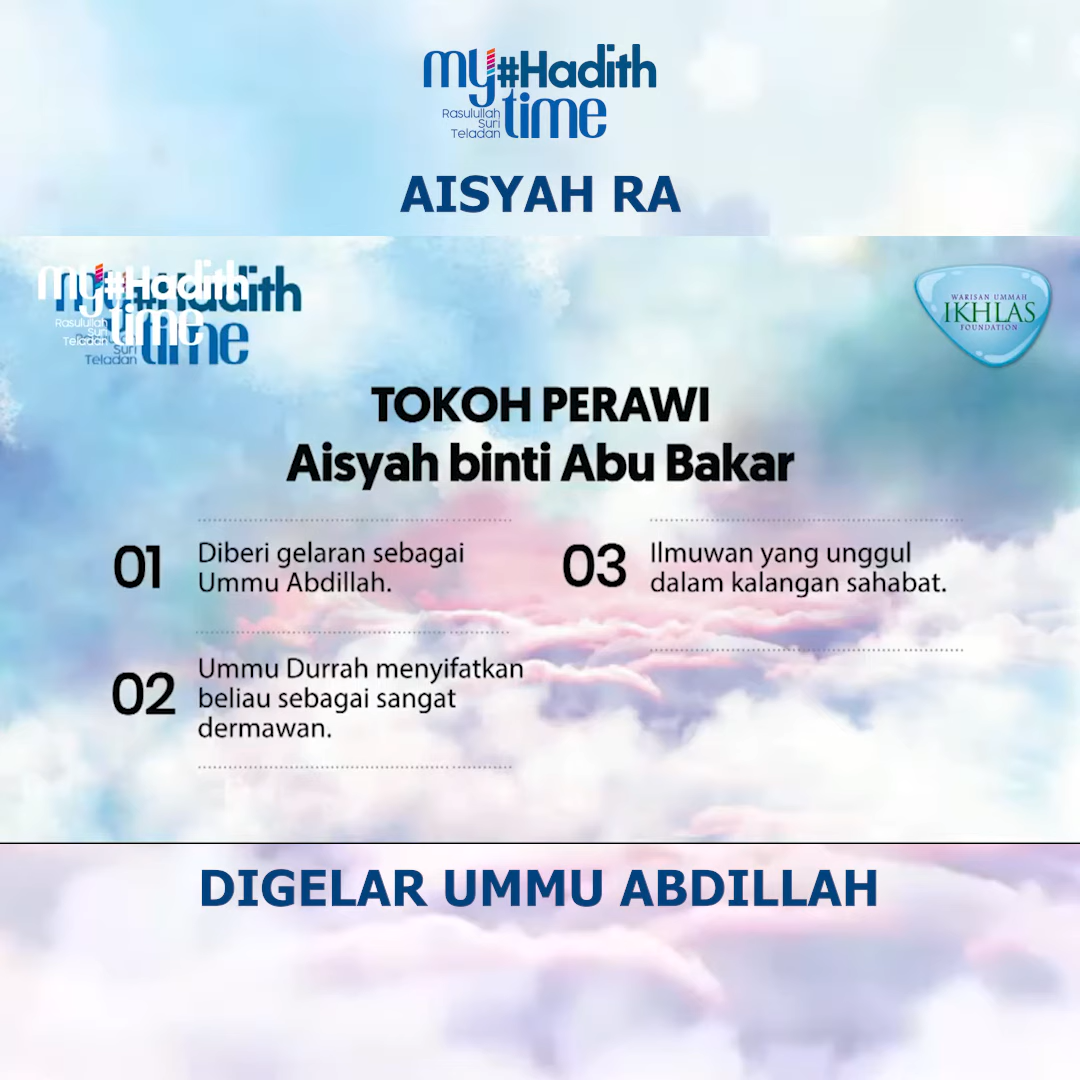 my#Hadith
time
Rasulullah
Suri
Teladan
AISYAH RA
my#Hadith
time
Rasulullah
Suri
Teladan
WARISAN UMMAH
IKHLAS
FOUNDATION
TOKOH PERAWI
Aisyah binti Abu Bakar
01
Diberi gelaran sebagai
Ummu Abdillah.
02
Ummu Durrah menyifatkan
beliau sebagai sangat
dermawan.
03
Ilmuwan yang unggul
dalam kalangan sahabat.
DIGELAR UMMU ABDILLAH